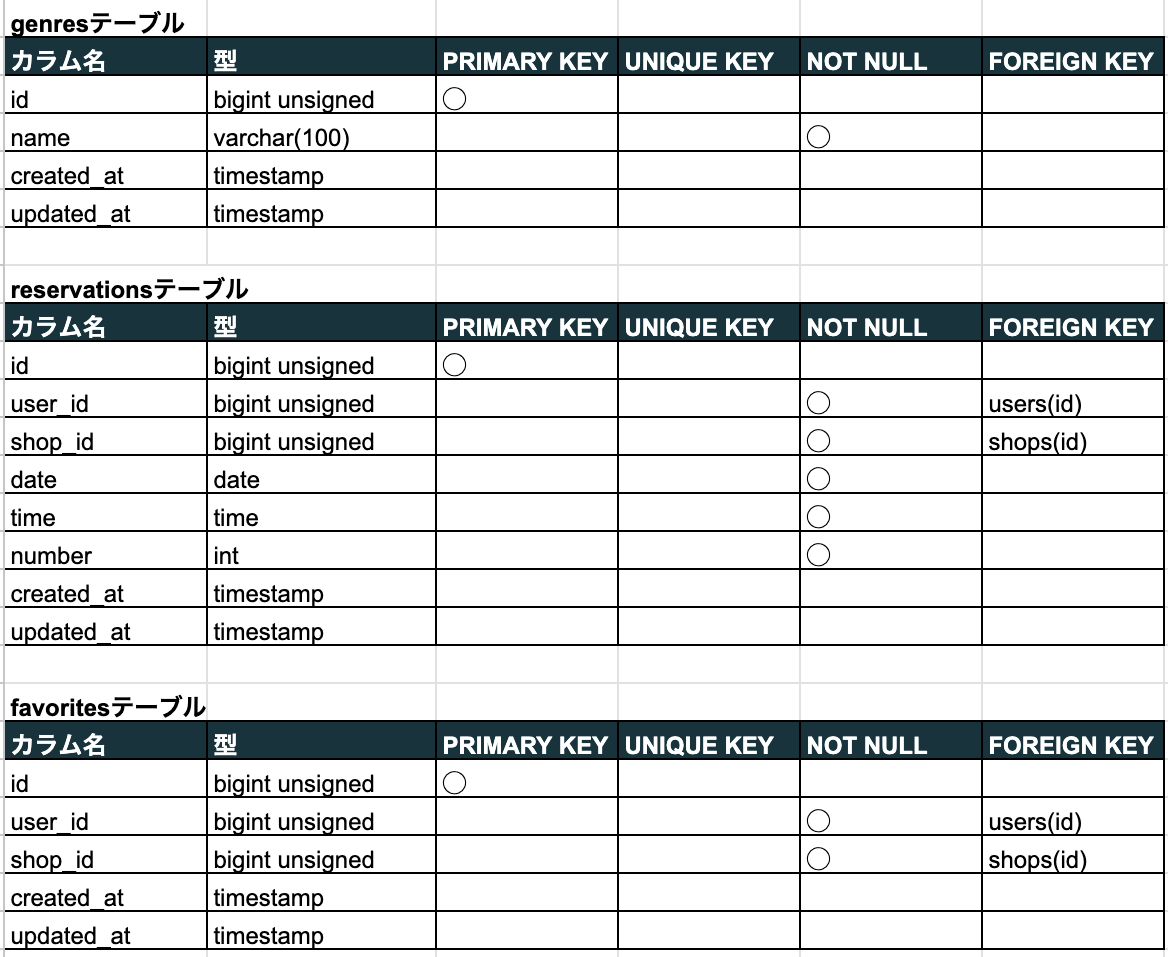 genresテーブル
カラム名 型 PRIMARY KEY UNIQUE KEY NOT NULL FOREIGN KEY
id bigint unsigned ◯
name varchar(100) ◯
created_at timestamp
updated_at timestamp
reservationsテーブル
カラム名 型 PRIMARY KEY UNIQUE KEY NOT NULL FOREIGN KEY
id bigint unsigned ◯
user_id bigint unsigned ◯ users(id)
shop_id bigint unsigned ◯ shops(id)
date date ◯
time time ◯
number int ◯
created_at timestamp
updated_at timestamp
favoritesテーブル
カラム名 型 PRIMARY KEY UNIQUE KEY NOT NULL FOREIGN KEY
id bigint unsigned ◯
user_id bigint unsigned ◯ users(id)
shop_id bigint unsigned ◯ shops(id)
created_at timestamp
updated_at timestamp